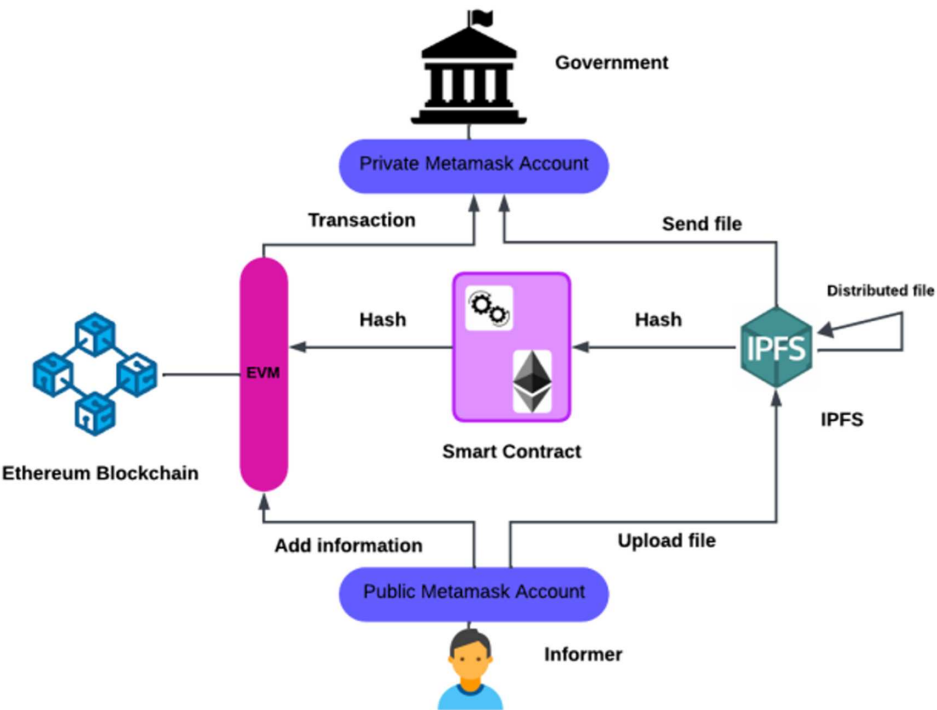 Government
Private Metamask Account
Transaction
Send file
Distributed file
Hash
Hash
IPFS
EVM
IPFS
Smart Contract
Ethereum Blockchain
Add information
Upload file
Public Metamask Account
Informer